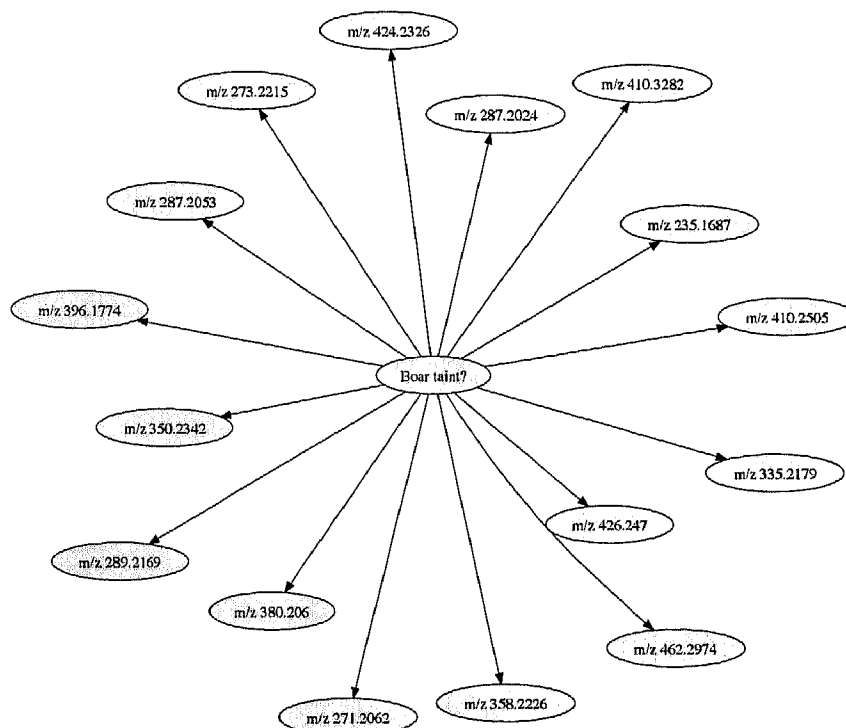 m/z 424.2326
m/z 273.2215
m/z 410.3282
m/z 287.2024
m/z 287.2053
m/z 235.1687
m/z 396.1774
m/z 410.2505
Boar taint?
m/z 350.2342
m/z 335.2179
m/z 426.247
m/z 289.2169
m/z 380.206
m/z 462.2974
m/z 358.2226
m/z 271.2062